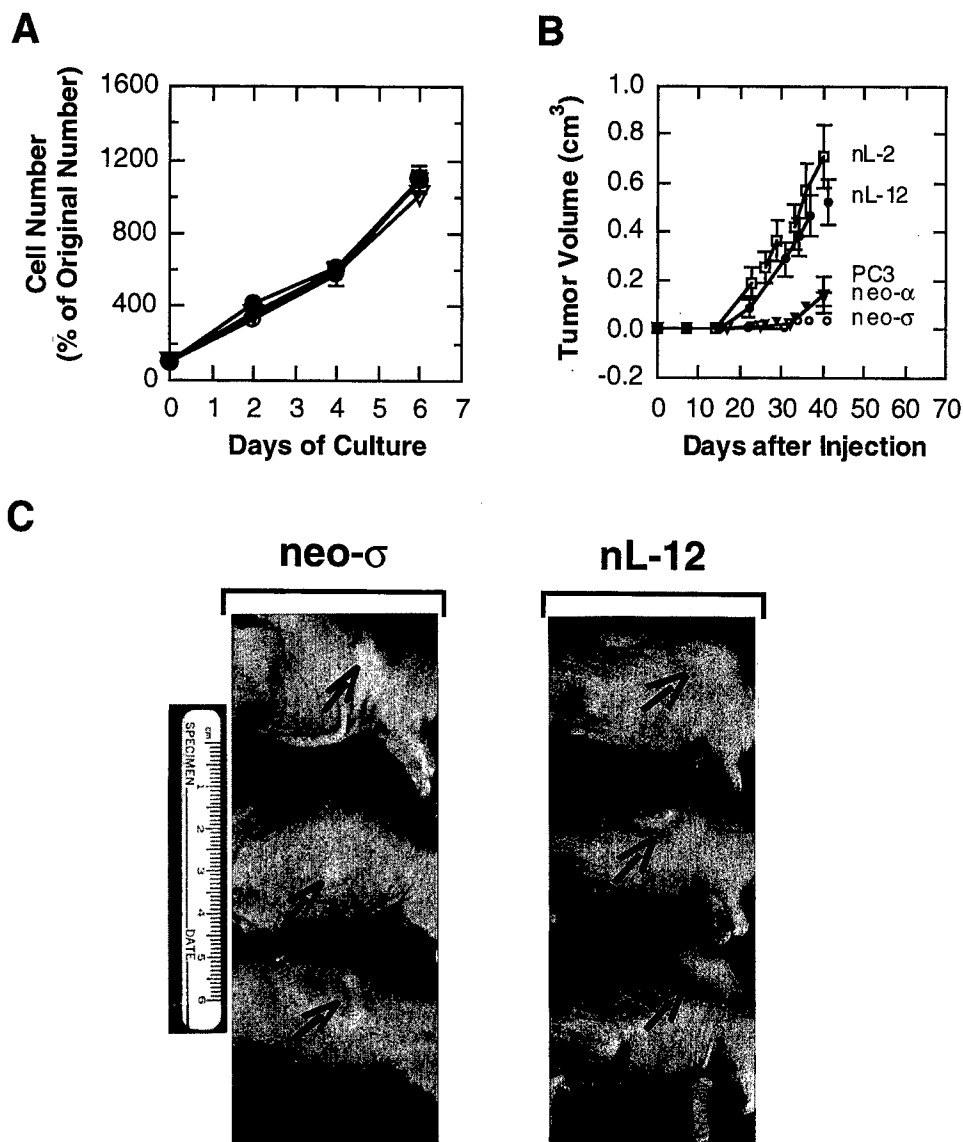 A
Cell Number
(% of Original Number)
1600
1200
800
400
0
0 1 2 3 4 5 6 7
Days of Culture
B
Tumor Volume (cm³)
1.0
0.8
0.6
0.4
0.2
0.0
-0.2
nL-2
nL-12
PC3
neo-α
neo-σ
0 10 20 30 40 50 60 70
Days after Injection
C
neo-σ
nL-12
SPECIMEN
DATE
cm
1
2
3
4
5
6